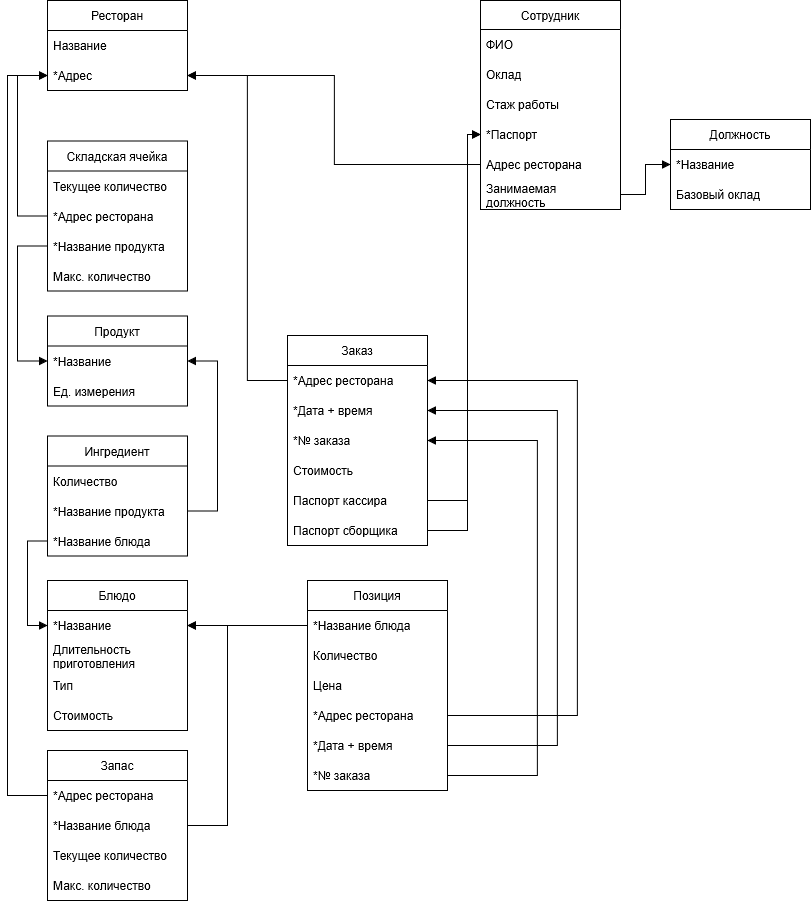 Ресторан
Название
*Адрес
Сотрудник
ФИО
Оклад
Стаж работы
*Паспорт
Адрес ресторана
Занимаемая
должность
Должность
*Название
Базовый оклад
Складская ячейка
Текущее количество
*Адрес ресторана
*Название продукта
Макс. количество
Продукт
*Название
Ед. измерения
Заказ
*Адрес ресторана
*Дата + время
*№ заказа
Стоимость
Паспорт кассира
Паспорт сборщика
Ингредиент
Количество
*Название продукта
*Название блюда
Блюдо
*Название
Длительность
приготовления
Тип
Стоимость
Позиция
*Название блюда
Количество
Цена
*Адрес ресторана
*Дата + время
*№ заказа
Запас
*Адрес ресторана
*Название блюда
Текущее количество
Макс. количество